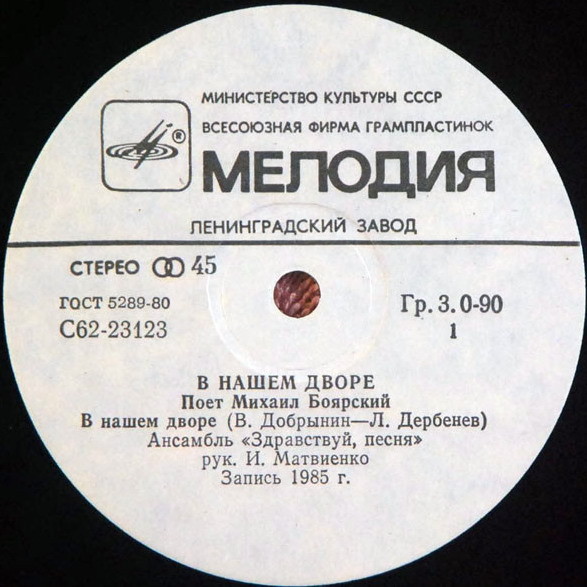 МИНИСТЕРСТВО КУЛЬТУРЫ СССР
ВСЕСОЮЗНАЯ ФИРМА ГРАМПЛАСТИНОК
®
МЕЛОДИЯ
ЛЕНИНГРАДСКИЙ ЗАВОД
СТЕРЕО 45
ГОСТ 5289-80
Гр. 3. 0-90
С62-23123
1
В НАШЕМ ДВОРЕ
Поет Михаил Боярский
В нашем дворе (В. Добрынин—Л. Дербенев)
Ансамбль «Здравствуй, песня»
рук. И. Матвиенко
Запись 1985 г.